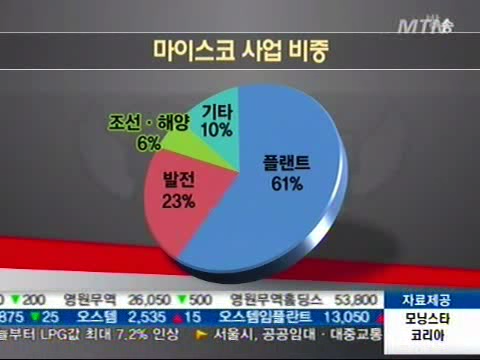 MTN
마이스코 사업 비중
기타
10%
조선·해양
6%
플랜트
61%
발전
23%
▼200 영원무역 26,050 ▼500 영원무역홀딩스 53,800
▼25 오스템 2,535 ▲15 오스템임플란트 13,050
부터 LPG값 최대 7.2% 인상 ▶ 서울시, 공공임대·대중교통
자료제공
모닝스타
코리아